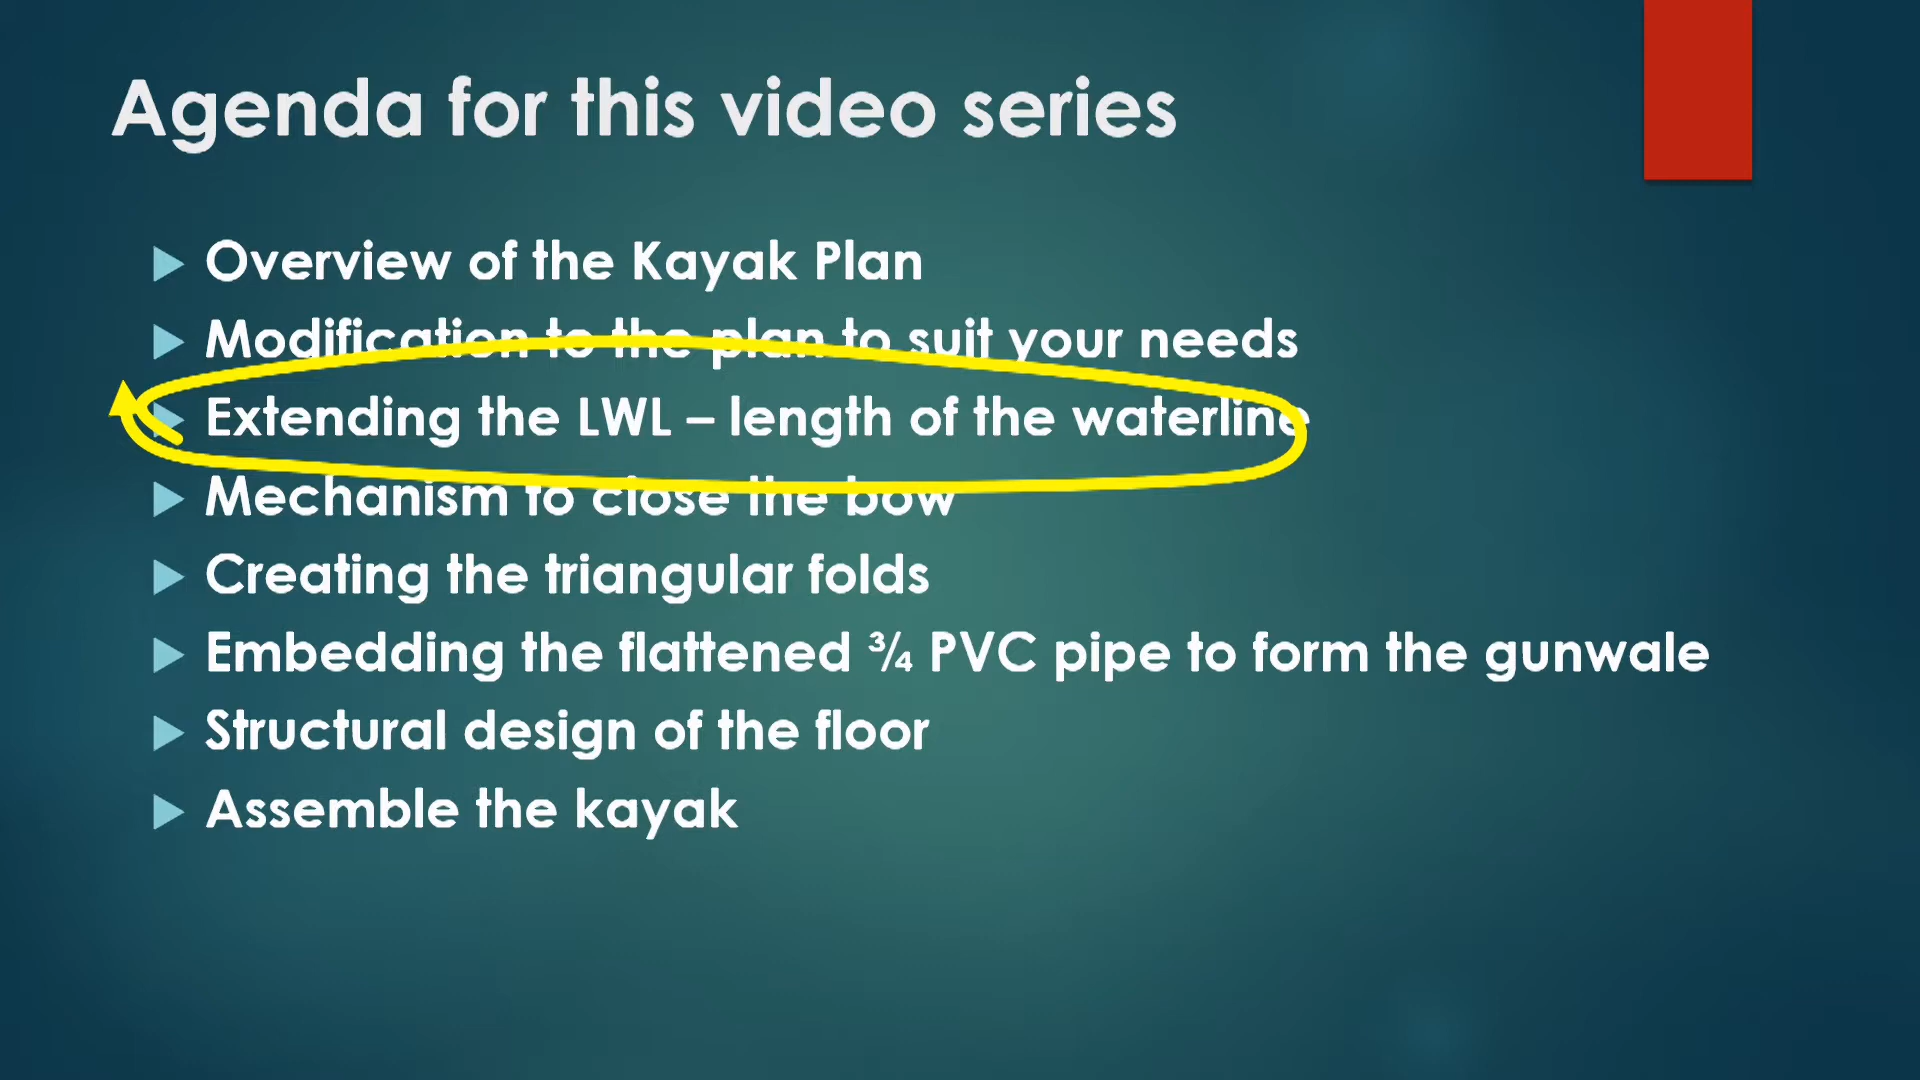 Agenda for this video series
Overview of the Kayak Plan
Modification to the plan to suit your needs
Extending the LWL – length of the waterline
Mechanism to close the bow
Creating the triangular folds
Embedding the flattened ¾ PVC pipe to form the gunwale
Structural design of the floor
Assemble the kayak